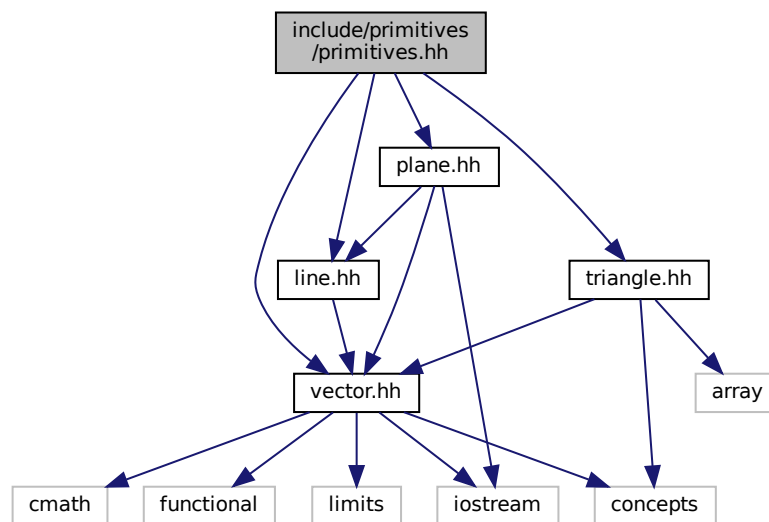 include/primitives
/primitives.hh
plane.hh
line.hh
triangle.hh
vector.hh
array
cmath
functional
limits
iostream
concepts